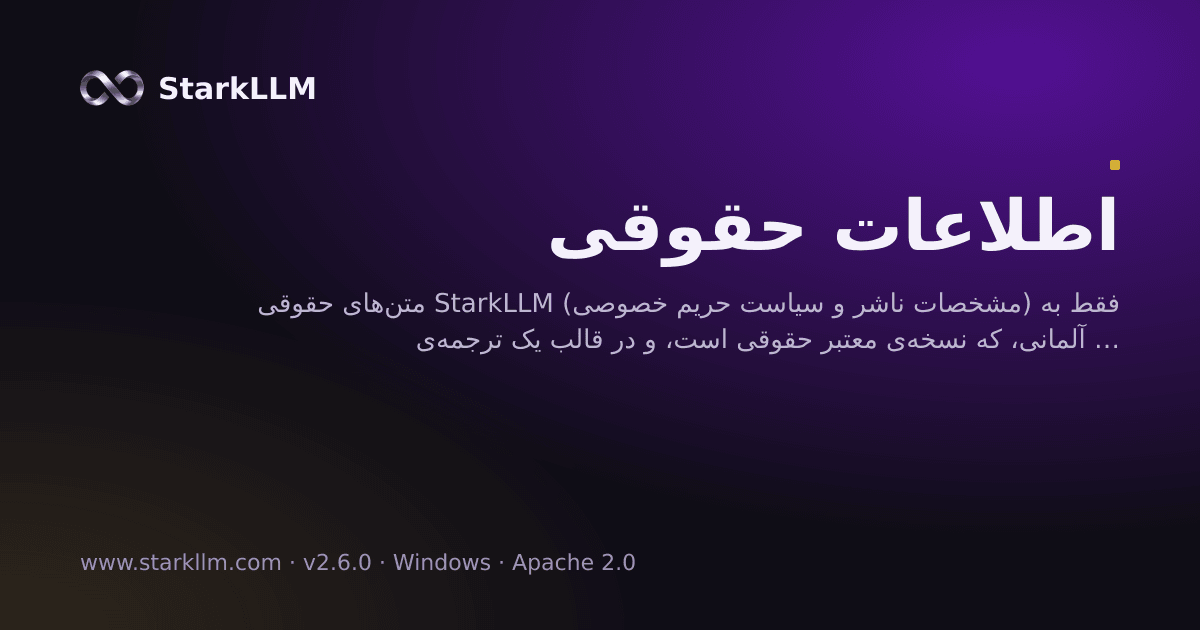 StarkLLM
اطلاعات حقوقی
متن‌های حقوقی StarkLLM (مشخصات ناشر و سیاست حریم خصوصی) فقط به
آلمانی، که نسخه‌ی معتبر حقوقی است، و در قالب یک ترجمه‌ی …
www.starkllm.com · v2.6.0 · Windows · Apache 2.0